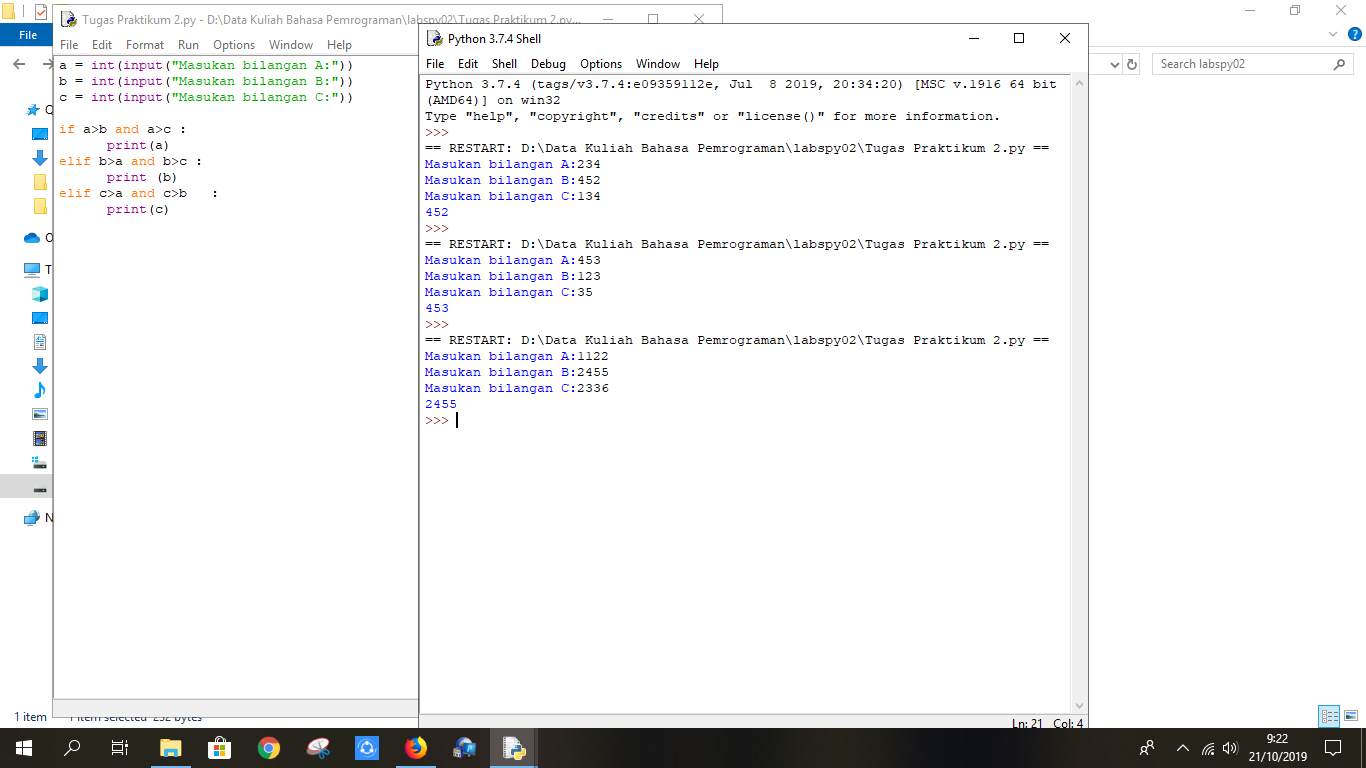 Tugas Praktikum 2.py - D:\Data Kuliah Bahasa Pemrograman\labspy02\Tugas Praktikum 2.py...
File Edit Format Run Options Window Help
a = int(input("Masukan bilangan A:"))
b = int(input("Masukan bilangan B:"))
c = int(input("Masukan bilangan C:"))
if a>b and a>c :
print(a)
elif b>a and b>c :
print (b)
elif c>a and c>b   :
print(c)
Python 3.7.4 Shell
File Edit Shell Debug Options Window Help
Python 3.7.4 (tags/v3.7.4:e09359112e, Jul  8 2019, 20:34:20) [MSC v.1916 64 bit
(AMD64)] on win32
Type "help", "copyright", "credits" or "license()" for more information.
>>>
== RESTART: D:\Data Kuliah Bahasa Pemrograman\labspy02\Tugas Praktikum 2.py ==
Masukan bilangan A:234
Masukan bilangan B:452
Masukan bilangan C:134
452
>>>
== RESTART: D:\Data Kuliah Bahasa Pemrograman\labspy02\Tugas Praktikum 2.py ==
Masukan bilangan A:453
Masukan bilangan B:123
Masukan bilangan C:35
453
>>>
== RESTART: D:\Data Kuliah Bahasa Pemrograman\labspy02\Tugas Praktikum 2.py ==
Masukan bilangan A:1122
Masukan bilangan B:2455
Masukan bilangan C:2336
2455
>>>
Ln: 21 Col: 4
File
Search labspy02
1 item 1 item selected 252 bytes
9:22
21/10/2019